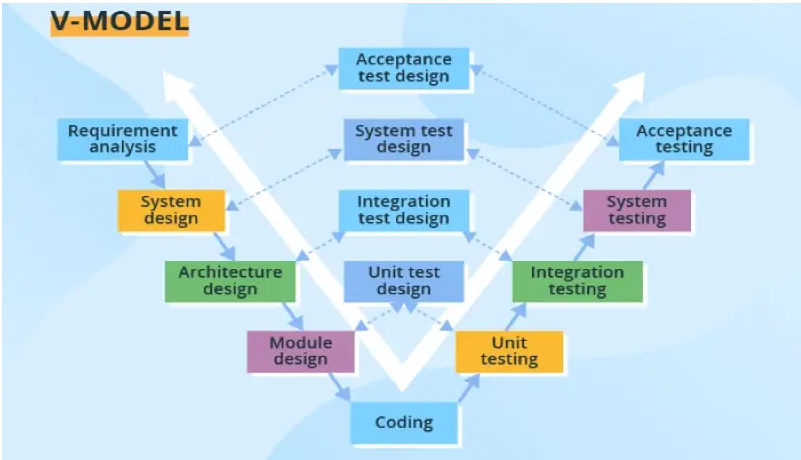 V-MODEL
Acceptance
test design
Requirement
analysis
System test
design
Acceptance
testing
System
design
Integration
test design
System
testing
Architecture
design
Unit test
design
Integration
testing
Module
design
Unit
testing
Coding